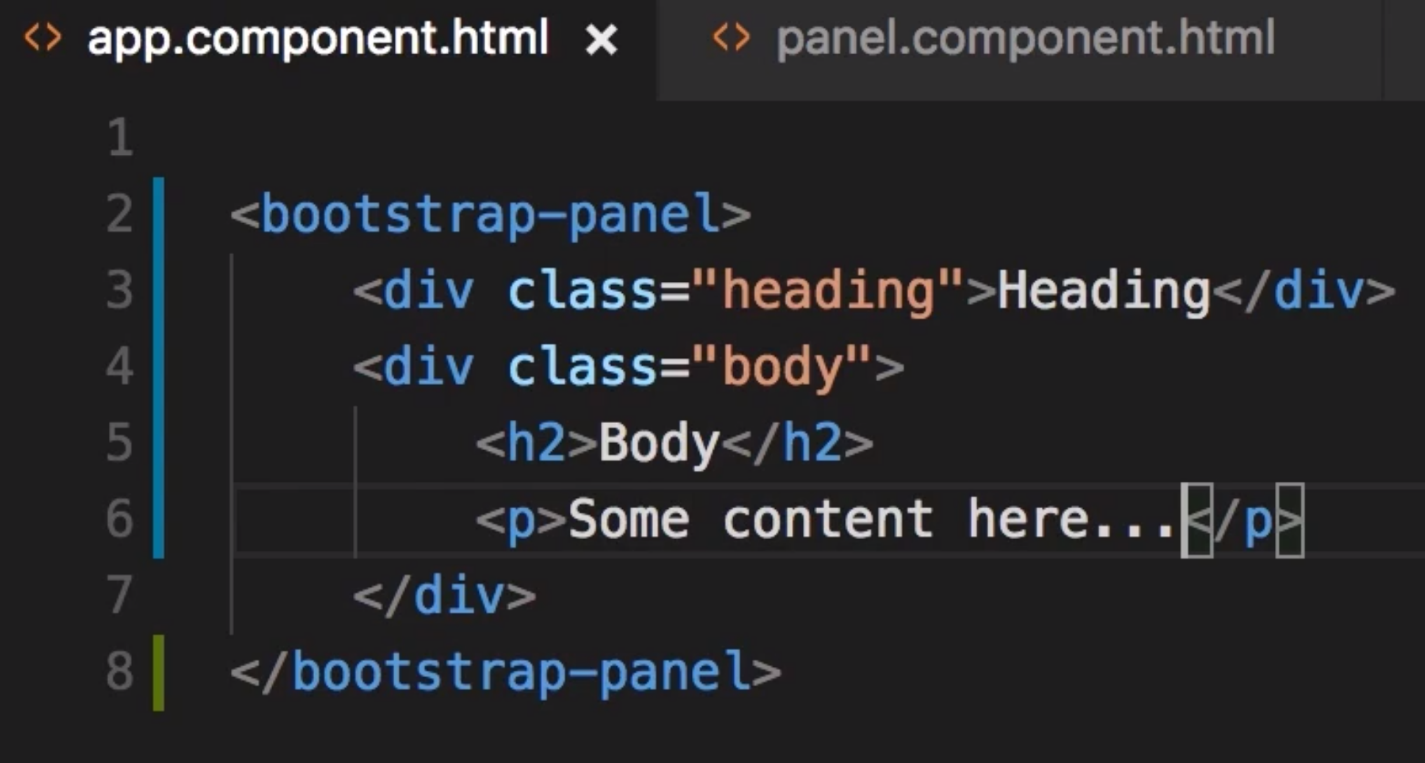 <> app.component.html ×
<> panel.component.html
1
2 <bootstrap-panel>
3     <div class="heading">Heading</div>
4     <div class="body">
5         <h2>Body</h2>
6         <p>Some content here...</p>
7     </div>
8 </bootstrap-panel>